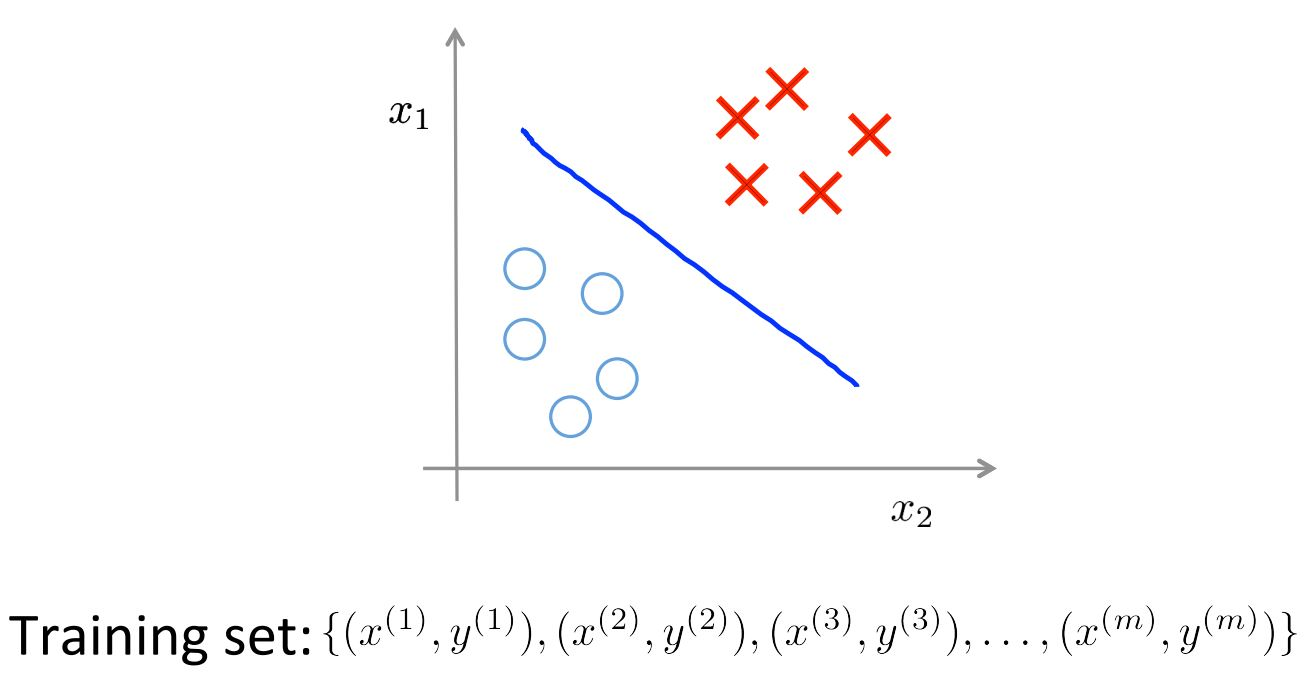 x₁
x₂
Training set: {(x⁽¹⁾, y⁽¹⁾), (x⁽²⁾, y⁽²⁾), (x⁽³⁾, y⁽³⁾), . . . , (x⁽ᵐ⁾, y⁽ᵐ⁾)}